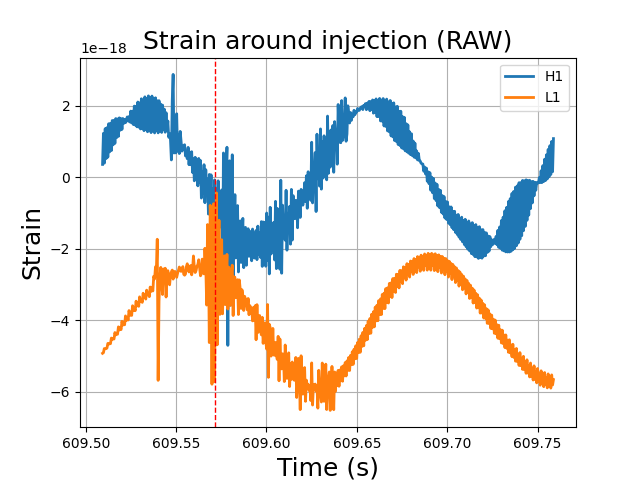 Strain around injection (RAW)
1e−18
H1
L1
2
0
−2
−4
−6
Strain
609.50 609.55 609.60 609.65 609.70 609.75
Time (s)